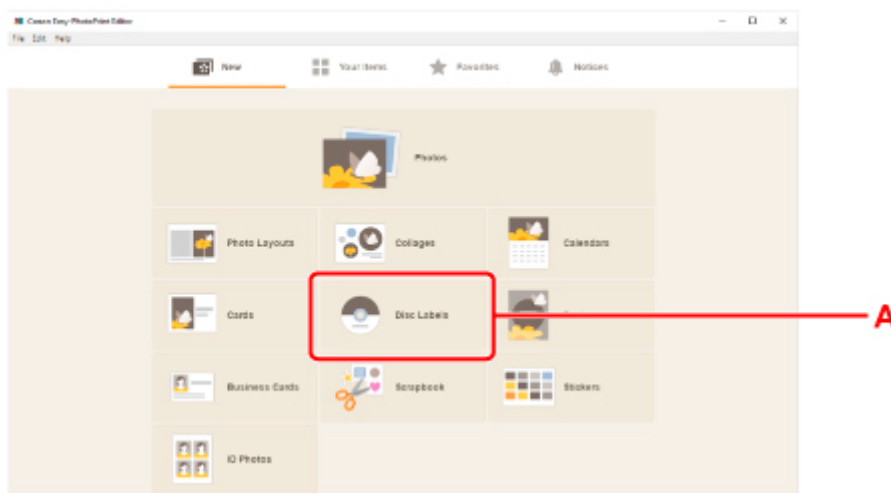 Canon Easy-PhotoPrint Editor
File Edit Help
New Your Items Favorites Notices
Photos
Photo Layouts Collages Calendars
Cards Disc Labels
A
Business Cards Scrapbook Stickers
ID Photos